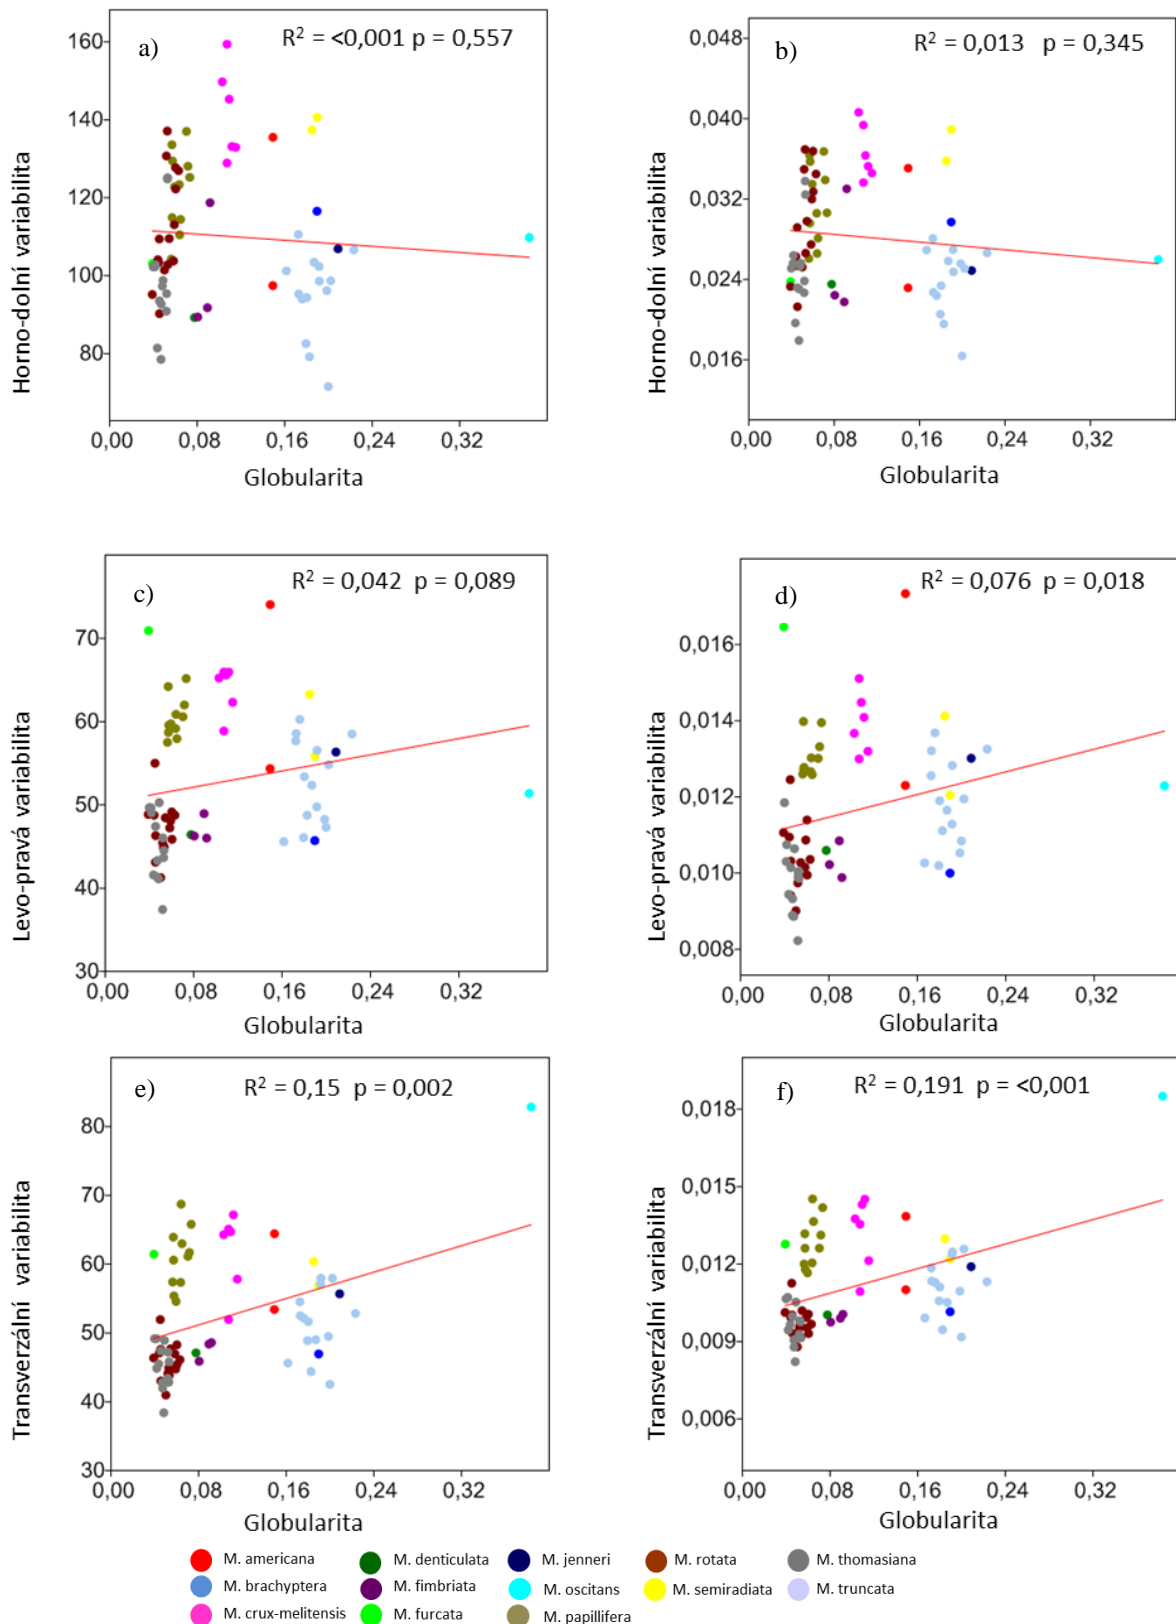 a)
R² = <0,001 p = 0,557
160
140
120
100
80
0,00 0,08 0,16 0,24 0,32
Horno-dolní variabilita
Globularita
b)
R² = 0,013 p = 0,345
0,048
0,040
0,032
0,024
0,016
0,00 0,08 0,16 0,24 0,32
Horno-dolní variabilita
Globularita
c)
R² = 0,042 p = 0,089
70
60
50
40
30
0,00 0,08 0,16 0,24 0,32
Levo-pravá variabilita
Globularita
d)
R² = 0,076 p = 0,018
0,016
0,014
0,012
0,010
0,008
0,00 0,08 0,16 0,24 0,32
Levo-pravá variabilita
Globularita
e)
R² = 0,15 p = 0,002
80
70
60
50
40
30
0,00 0,08 0,16 0,24 0,32
Transverzální variabilita
Globularita
f)
R² = 0,191 p = <0,001
0,018
0,015
0,012
0,009
0,006
0,00 0,08 0,16 0,24 0,32
Transverzální variabilita
Globularita
M. americana M. denticulata M. jenneri M. rotata M. thomasiana
M. brachyptera M. fimbriata M. oscitans M. semiradiata M. truncata
M. crux-melitensis M. furcata M. papillifera